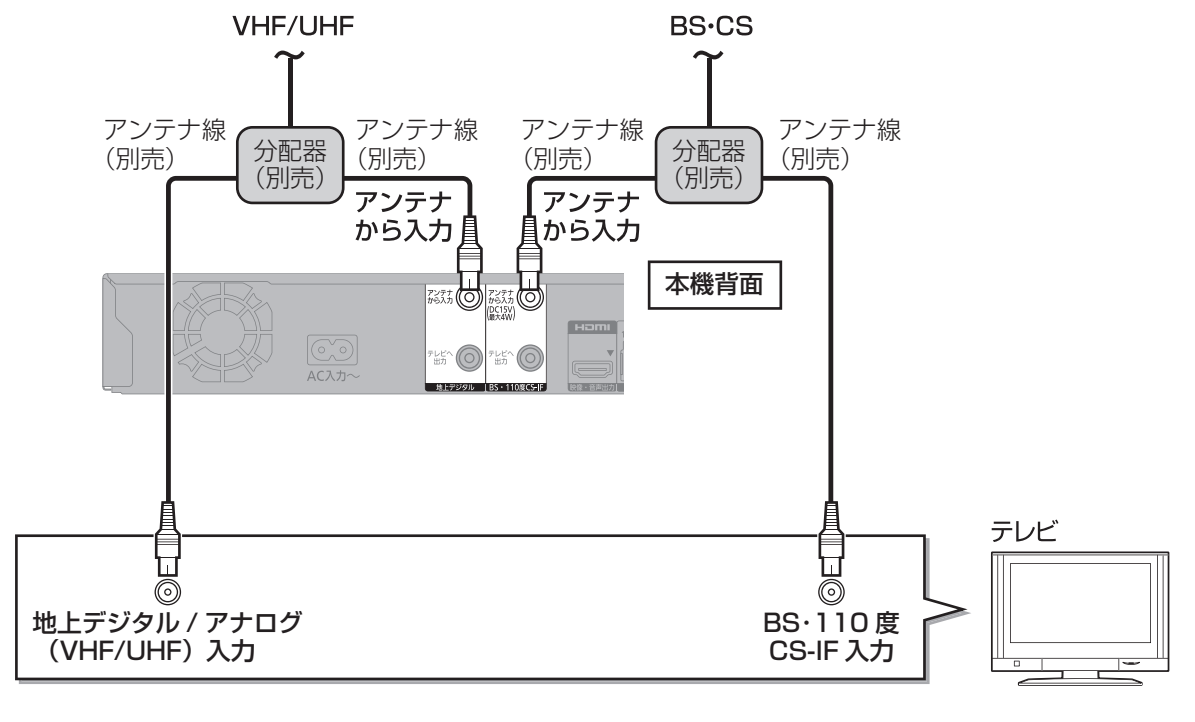 VHF/UHF
BS・CS
アンテナ線
(別売)
分配器
(別売)
アンテナ線
(別売)
アンテナ線
(別売)
分配器
(別売)
アンテナ線
(別売)
アンテナ
から入力
アンテナ
から入力
本機背面
アンテナ
から入力
アンテナ
から入力
(DC15V
最大4W)
テレビへ
出力
テレビへ
出力
AC入力～
HDMI
地上デジタル
BS・110度CS-IF
映像・音声出力
テレビ
地上デジタル / アナログ
(VHF/UHF) 入力
BS・110 度
CS-IF 入力